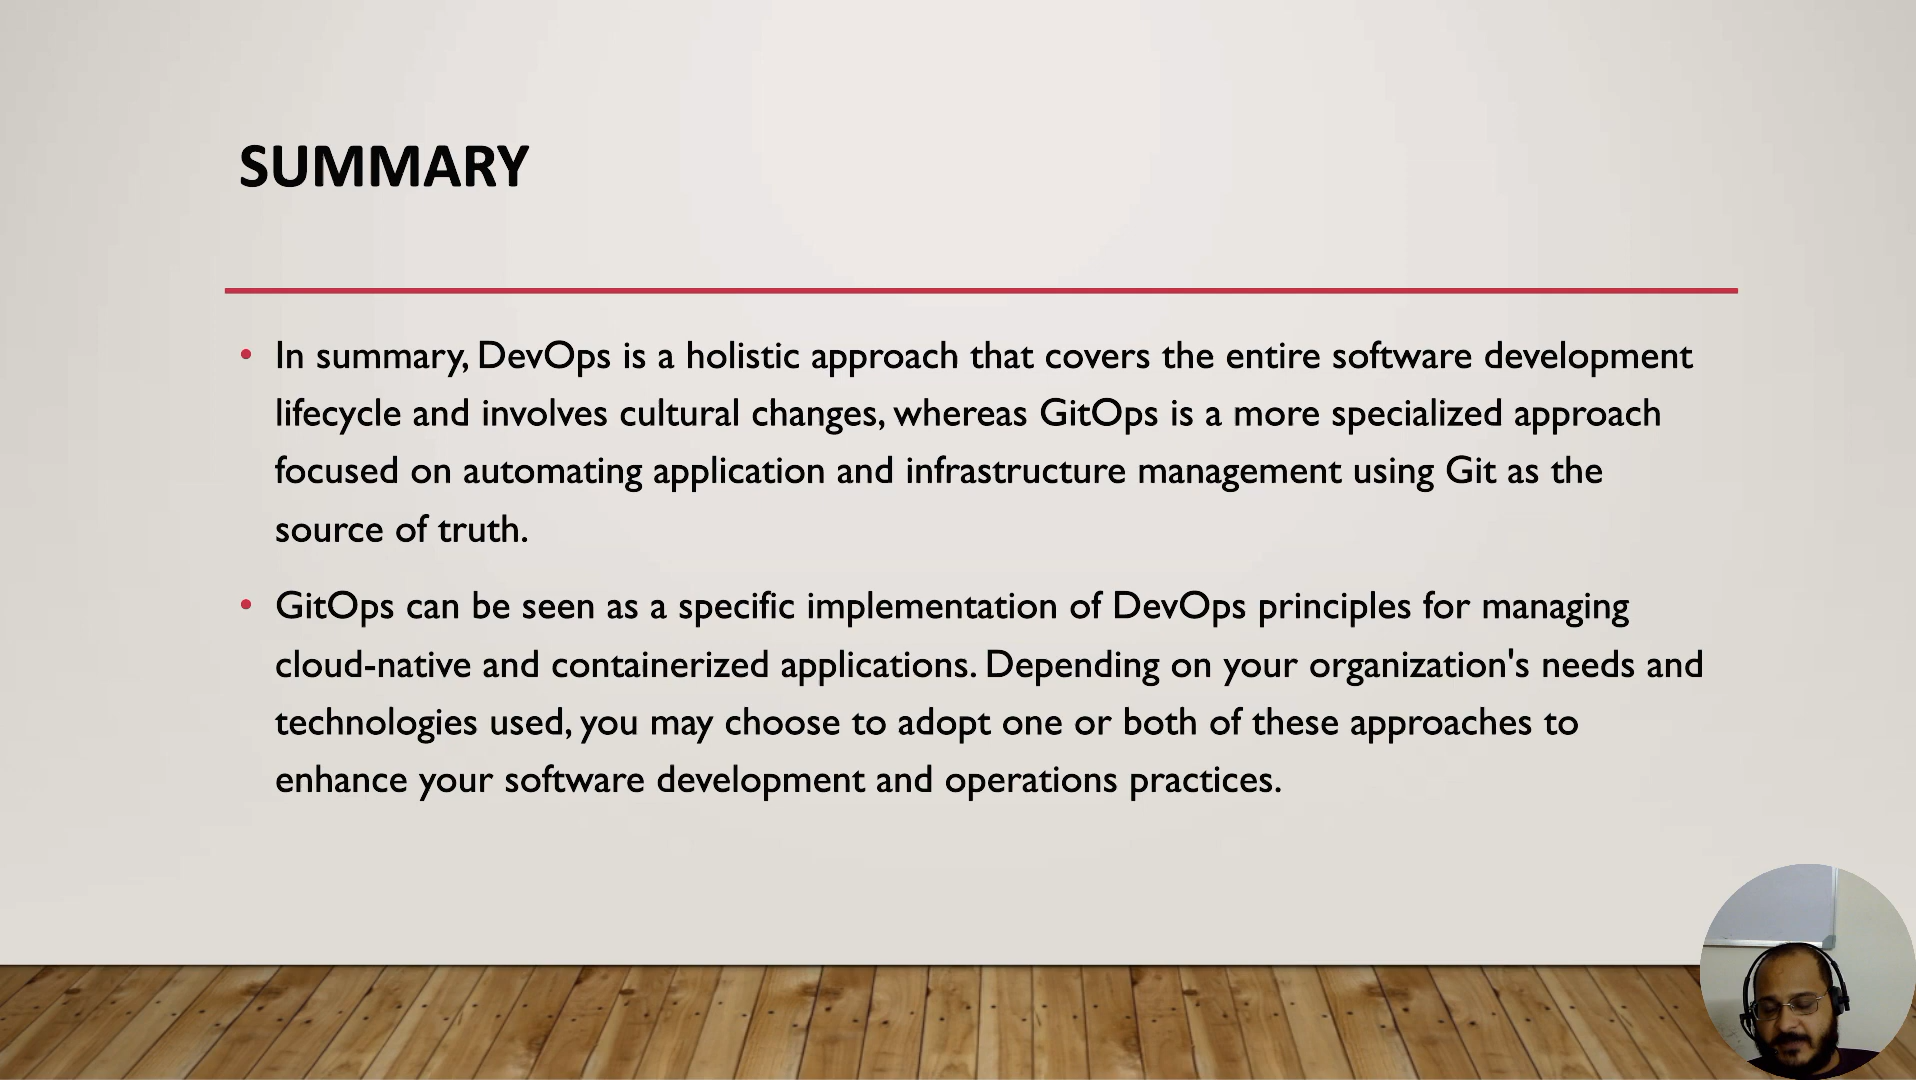 SUMMARY
• In summary, DevOps is a holistic approach that covers the entire software development
lifecycle and involves cultural changes, whereas GitOps is a more specialized approach
focused on automating application and infrastructure management using Git as the
source of truth.
• GitOps can be seen as a specific implementation of DevOps principles for managing
cloud-native and containerized applications. Depending on your organization's needs and
technologies used, you may choose to adopt one or both of these approaches to
enhance your software development and operations practices.